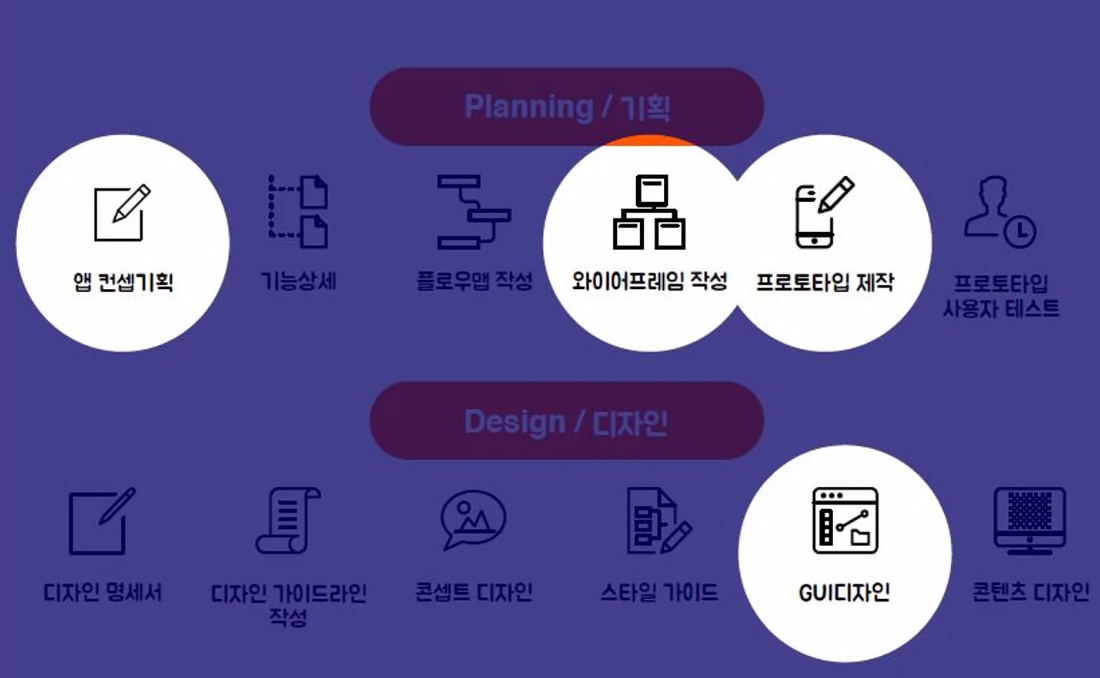 Planning / 기획
앱 컨셉기획
기능상세
플로우맵 작성
와이어프레임 작성
프로토타입 제작
프로토타입
사용자 테스트
Design / 디자인
디자인 명세서
디자인 가이드라인
작성
콘셉트 디자인
스타일 가이드
GUI디자인
콘텐츠 디자인